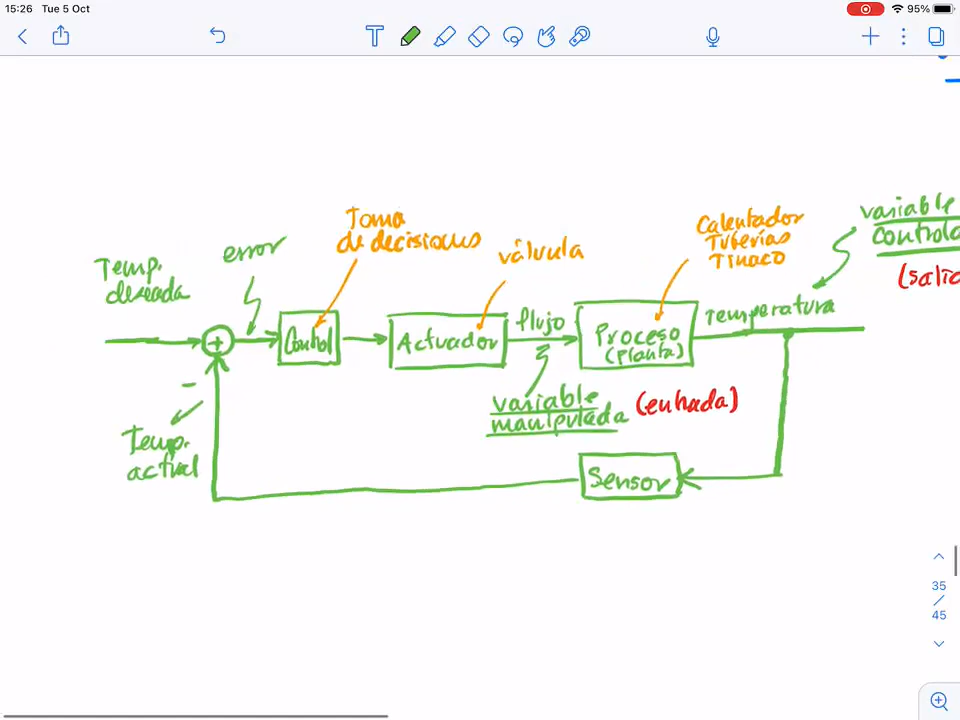 15:26 Tue 5 Oct
95%
Toma
de decisiones
error
válvula
Calentador
Tuberías
Tinaco
variable
controla
(salid
Temp.
deseada
+
Control
Actuador
flujo
Proceso
(planta)
Temperatura
−
variable
manipulada
(entrada)
Temp.
actual
Sensor
35
/
45